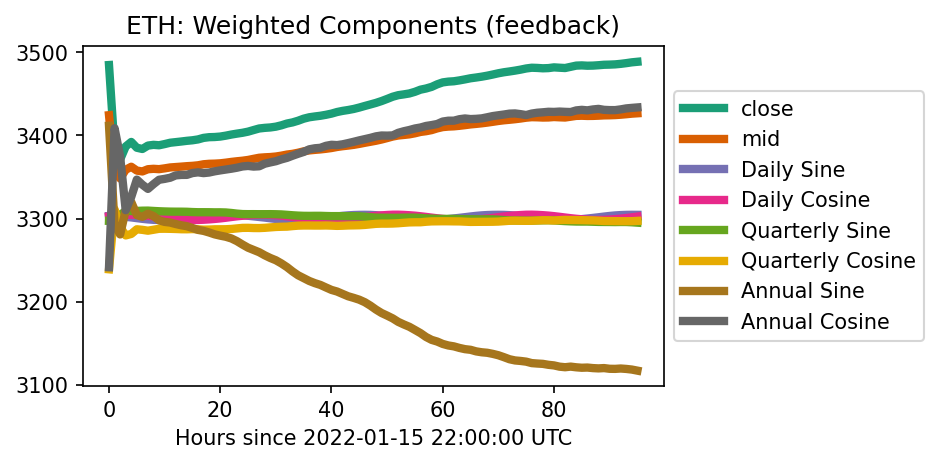 ETH: Weighted Components (feedback)
3500
3400
3300
3200
3100
0
20
40
60
80
Hours since 2022-01-15 22:00:00 UTC
close
mid
Daily Sine
Daily Cosine
Quarterly Sine
Quarterly Cosine
Annual Sine
Annual Cosine